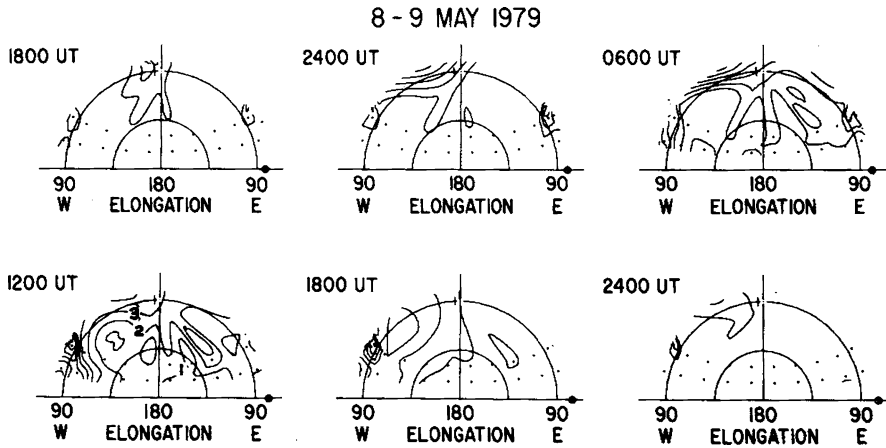 8 - 9 MAY 1979
1800 UT
2400 UT
0600 UT
90 180 90
W ELONGATION E
90 180 90
W ELONGATION E
90 180 90
W ELONGATION E
1200 UT
1800 UT
2400 UT
3
2
1
90 180 90
W ELONGATION E
90 180 90
W ELONGATION E
90 180 90
W ELONGATION E